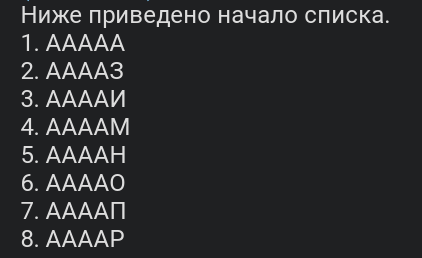 Ниже приведено начало списка.
1. ААААА
2. ААААЗ
3. ААААИ
4. ААААМ
5. ААААН
6. ААААО
7. ААААП
8. ААААР